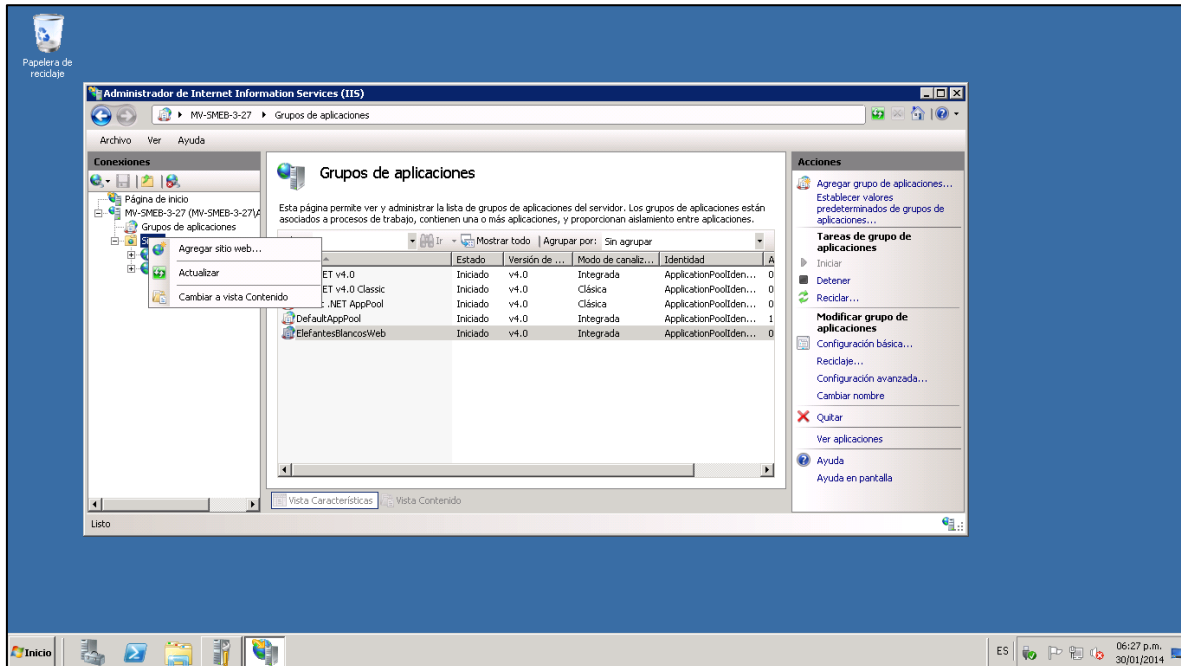 Papelera de
reciclaje
Administrador de Internet Information Services (IIS)
MV-SMEB-3-27
Grupos de aplicaciones
Archivo Ver Ayuda
Conexiones
Página de inicio
MV-SMEB-3-27 (MV-SMEB-3-27\A
Grupos de aplicaciones
Agregar sitio web...
Actualizar
Cambiar a vista Contenido
Grupos de aplicaciones
Esta página permite ver y administrar la lista de grupos de aplicaciones del servidor. Los grupos de aplicaciones están
asociados a procesos de trabajo, contienen una o más aplicaciones, y proporcionan aislamiento entre aplicaciones.
Ir Mostrar todo Agrupar por: Sin agrupar
Estado Versión de ... Modo de canaliz... Identidad A
ET v4.0 Iniciado v4.0 Integrada ApplicationPoolIden... 0
ET v4.0 Classic Iniciado v4.0 Clásica ApplicationPoolIden... 0
.NET AppPool Iniciado v4.0 Clásica ApplicationPoolIden... 0
DefaultAppPool Iniciado v4.0 Integrada ApplicationPoolIden... 1
ElefantesBlancosWeb Iniciado v4.0 Integrada ApplicationPoolIden... 0
Vista Características Vista Contenido
Acciones
Agregar grupo de aplicaciones...
Establecer valores
predeterminados de grupos de
aplicaciones...
Tareas de grupo de
aplicaciones
Iniciar
Detener
Reciclar...
Modificar grupo de
aplicaciones
Configuración básica...
Reciclaje...
Configuración avanzada...
Cambiar nombre
Quitar
Ver aplicaciones
Ayuda
Ayuda en pantalla
Listo
Inicio
ES
06:27 p.m.
30/01/2014